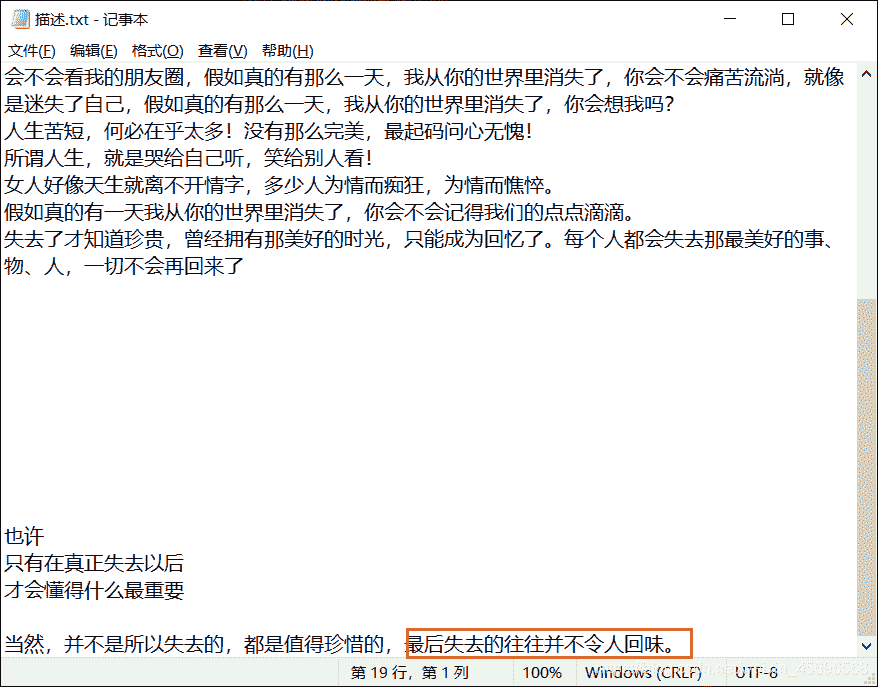 描述.txt - 记事本
文件(F) 编辑(E) 格式(O) 查看(V) 帮助(H)
会不会看我的朋友圈，假如真的有那么一天，我从你的世界里消失了，你会不会痛苦流淌，就像
是迷失了自己，假如真的有那么一天，我从你的世界里消失了，你会想我吗？
人生苦短，何必在乎太多！没有那么完美，最起码问心无愧！
所谓人生，就是哭给自己听，笑给别人看！
女人好像天生就离不开情字，多少人为情而痴狂，为情而憔悴。
假如真的有一天我从你的世界里消失了，你会不会记得我们的点点滴滴。
失去了才知道珍贵，曾经拥有那美好的时光，只能成为回忆了。每个人都会失去那最美好的事、
物、人，一切不会再回来了
也许
只有在真正失去以后
才会懂得什么最重要
当然，并不是所以失去的，都是值得珍惜的，最后失去的往往并不令人回味。
第 19 行，第 1 列 100% Windows (CRLF) UTF-8